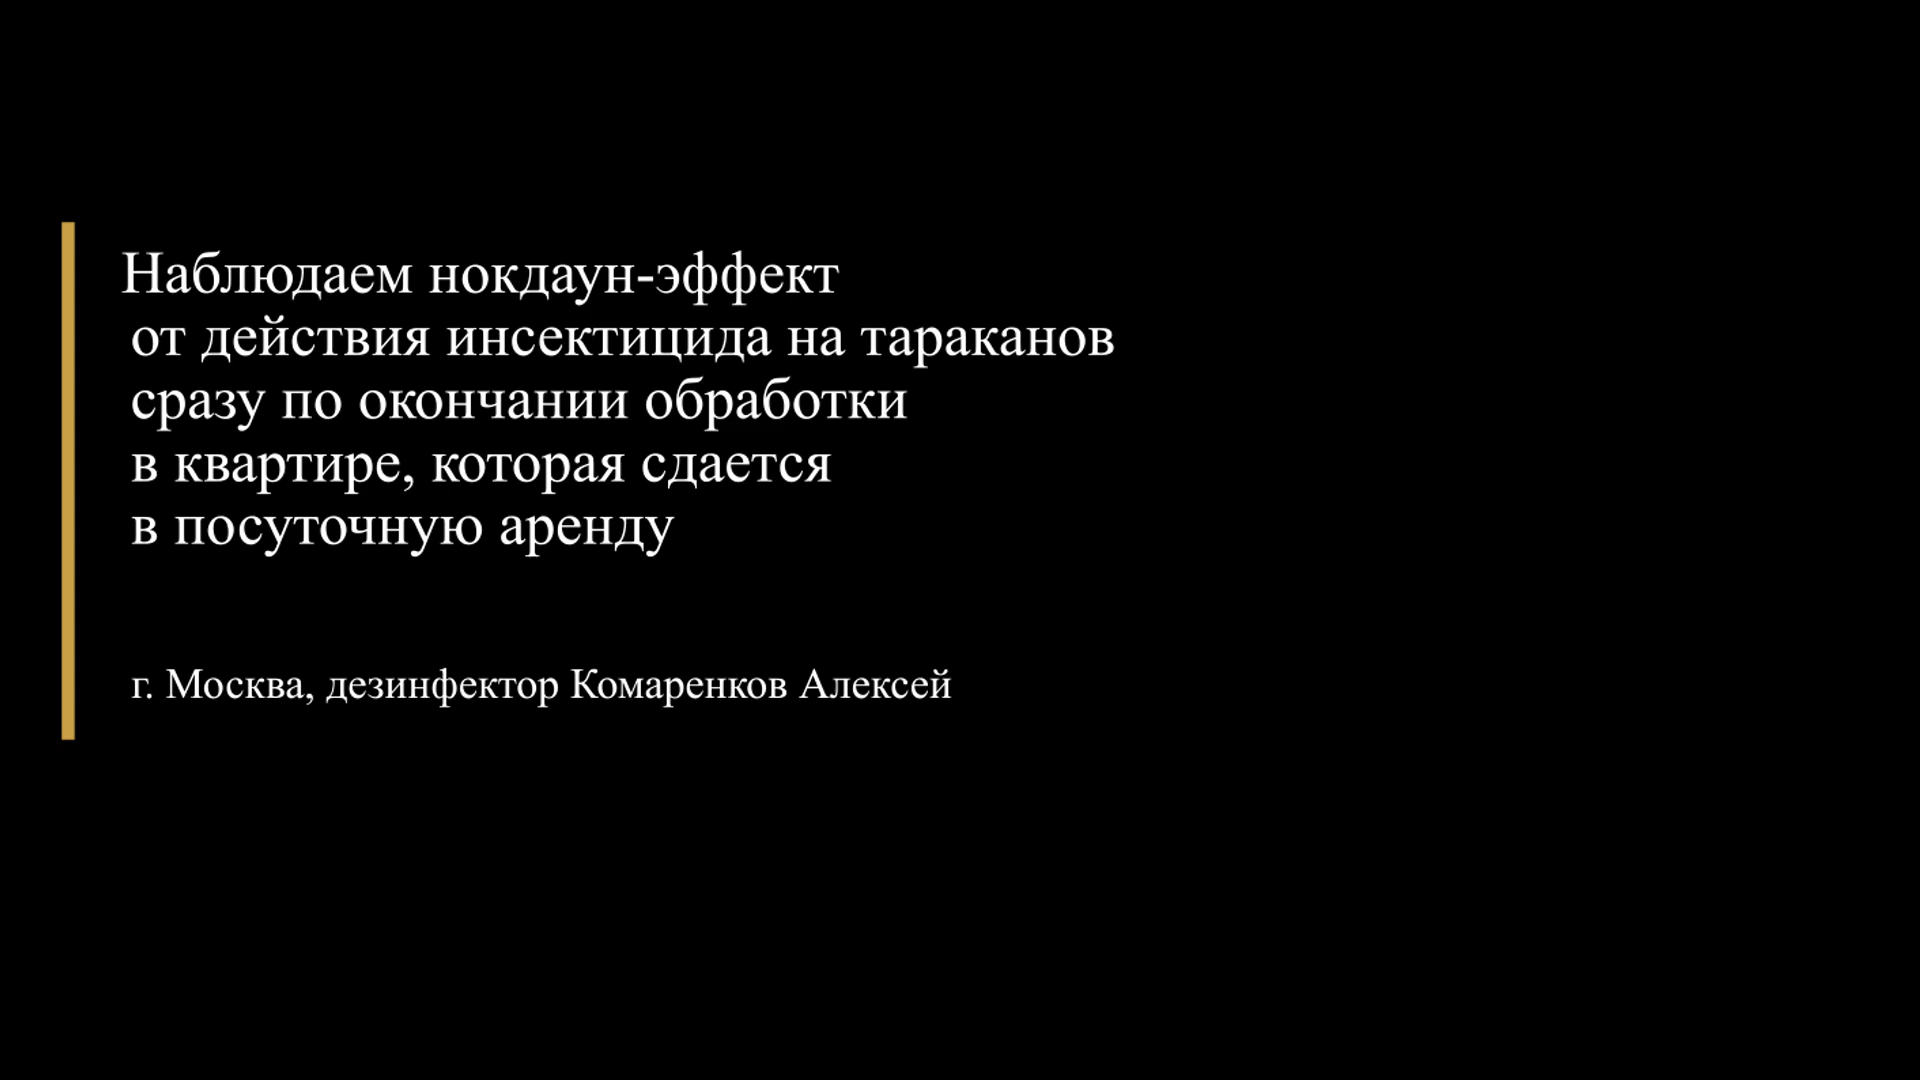 Наблюдаем нокдаун-эффект
от действия инсектицида на тараканов
сразу по окончании обработки
в квартире, которая сдается
в посуточную аренду
г. Москва, дезинфектор Комаренков Алексей